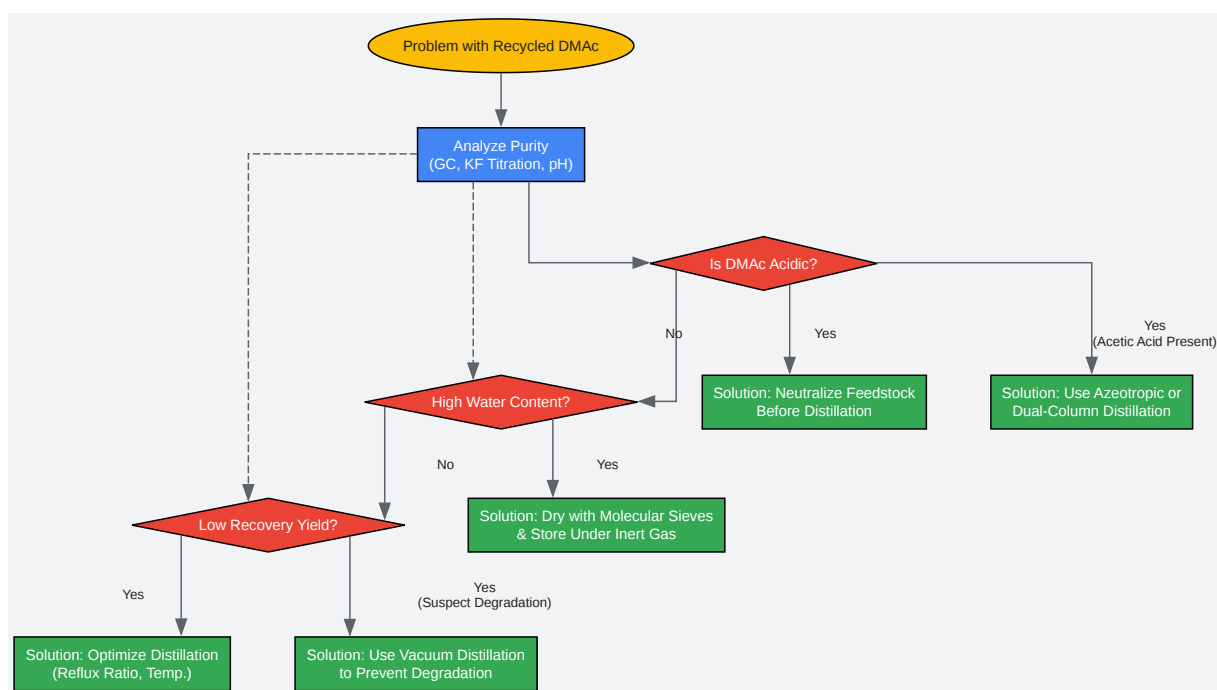 Problem with Recycled DMAc
Analyze Purity
(GC, KF Titration, pH)
Is DMAc Acidic?
No
Yes
Yes
(Acetic Acid Present)
Solution: Neutralize Feedstock
Before Distillation
Solution: Use Azeotropic or
Dual-Column Distillation
High Water Content?
No
Yes
Solution: Dry with Molecular Sieves
& Store Under Inert Gas
Low Recovery Yield?
Yes
Yes
(Suspect Degradation)
Solution: Optimize Distillation
(Reflux Ratio, Temp.)
Solution: Use Vacuum Distillation
to Prevent Degradation